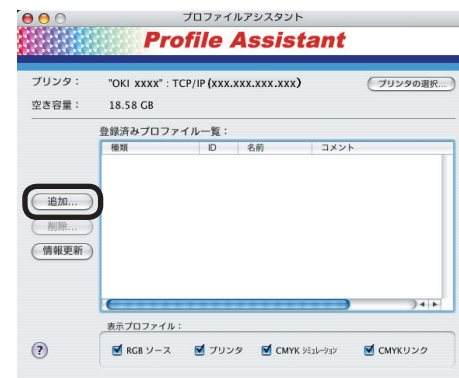 プロファイルアシスタント
Profile Assistant
プリンタ： "OKI xxxx" : TCP/IP (xxx.xxx.xxx.xxx) プリンタの選択...
空き容量： 18.58 GB
登録済みプロファイル一覧：
種類 ID 名前 コメント
追加...
削除...
情報更新
表示プロファイル：
? RGB ソース プリンタ CMYK シミュレーション CMYKリンク